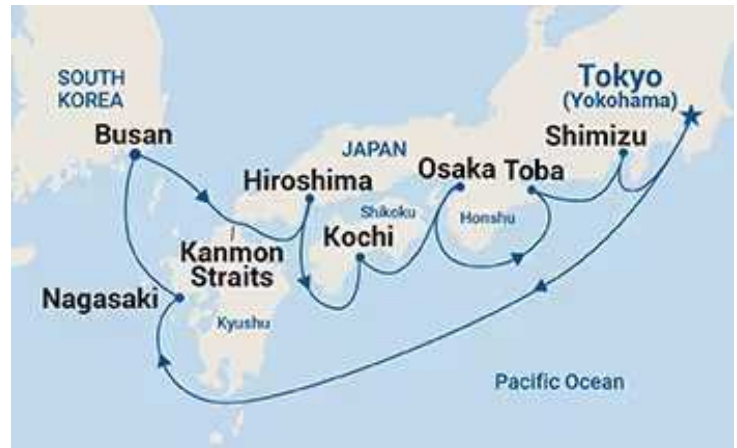 SOUTH
KOREA
Busan
Tokyo
(Yokohama)
Shimizu
JAPAN
Hiroshima
Osaka
Toba
Shikoku
Honshu
Kochi
Kanmon
Straits
Nagasaki
Kyushu
Pacific Ocean